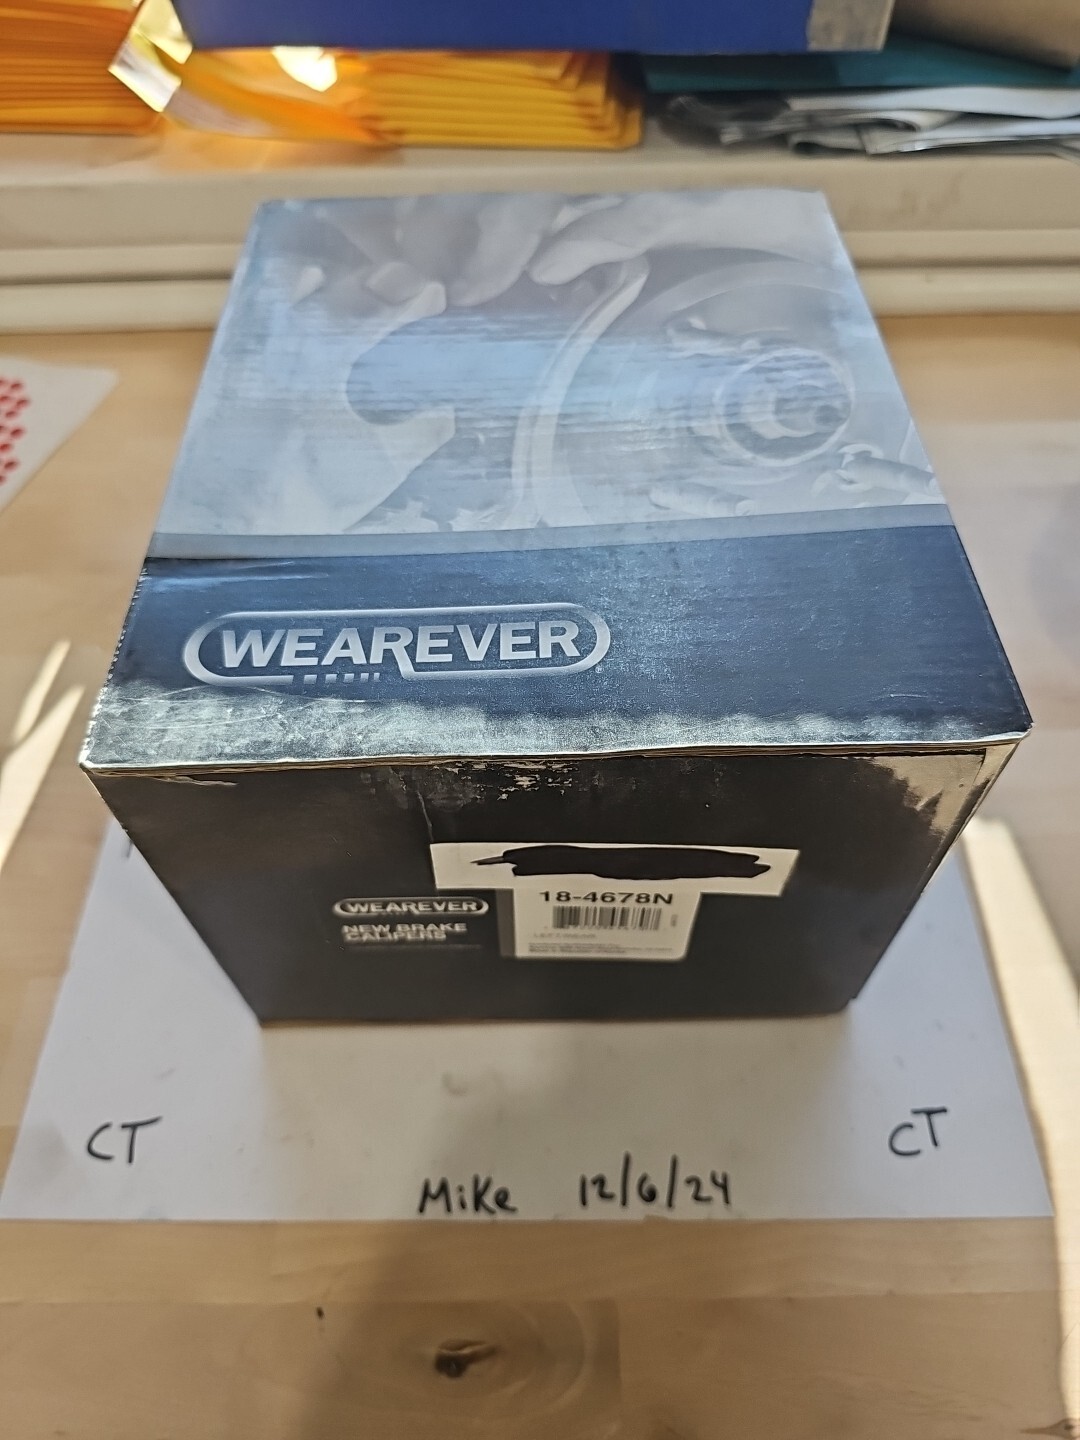 WEAREVER
WEAREVER
NEW BRAKE
CALIPERS
18-4678N
CT
CT
Mike 12/6/24